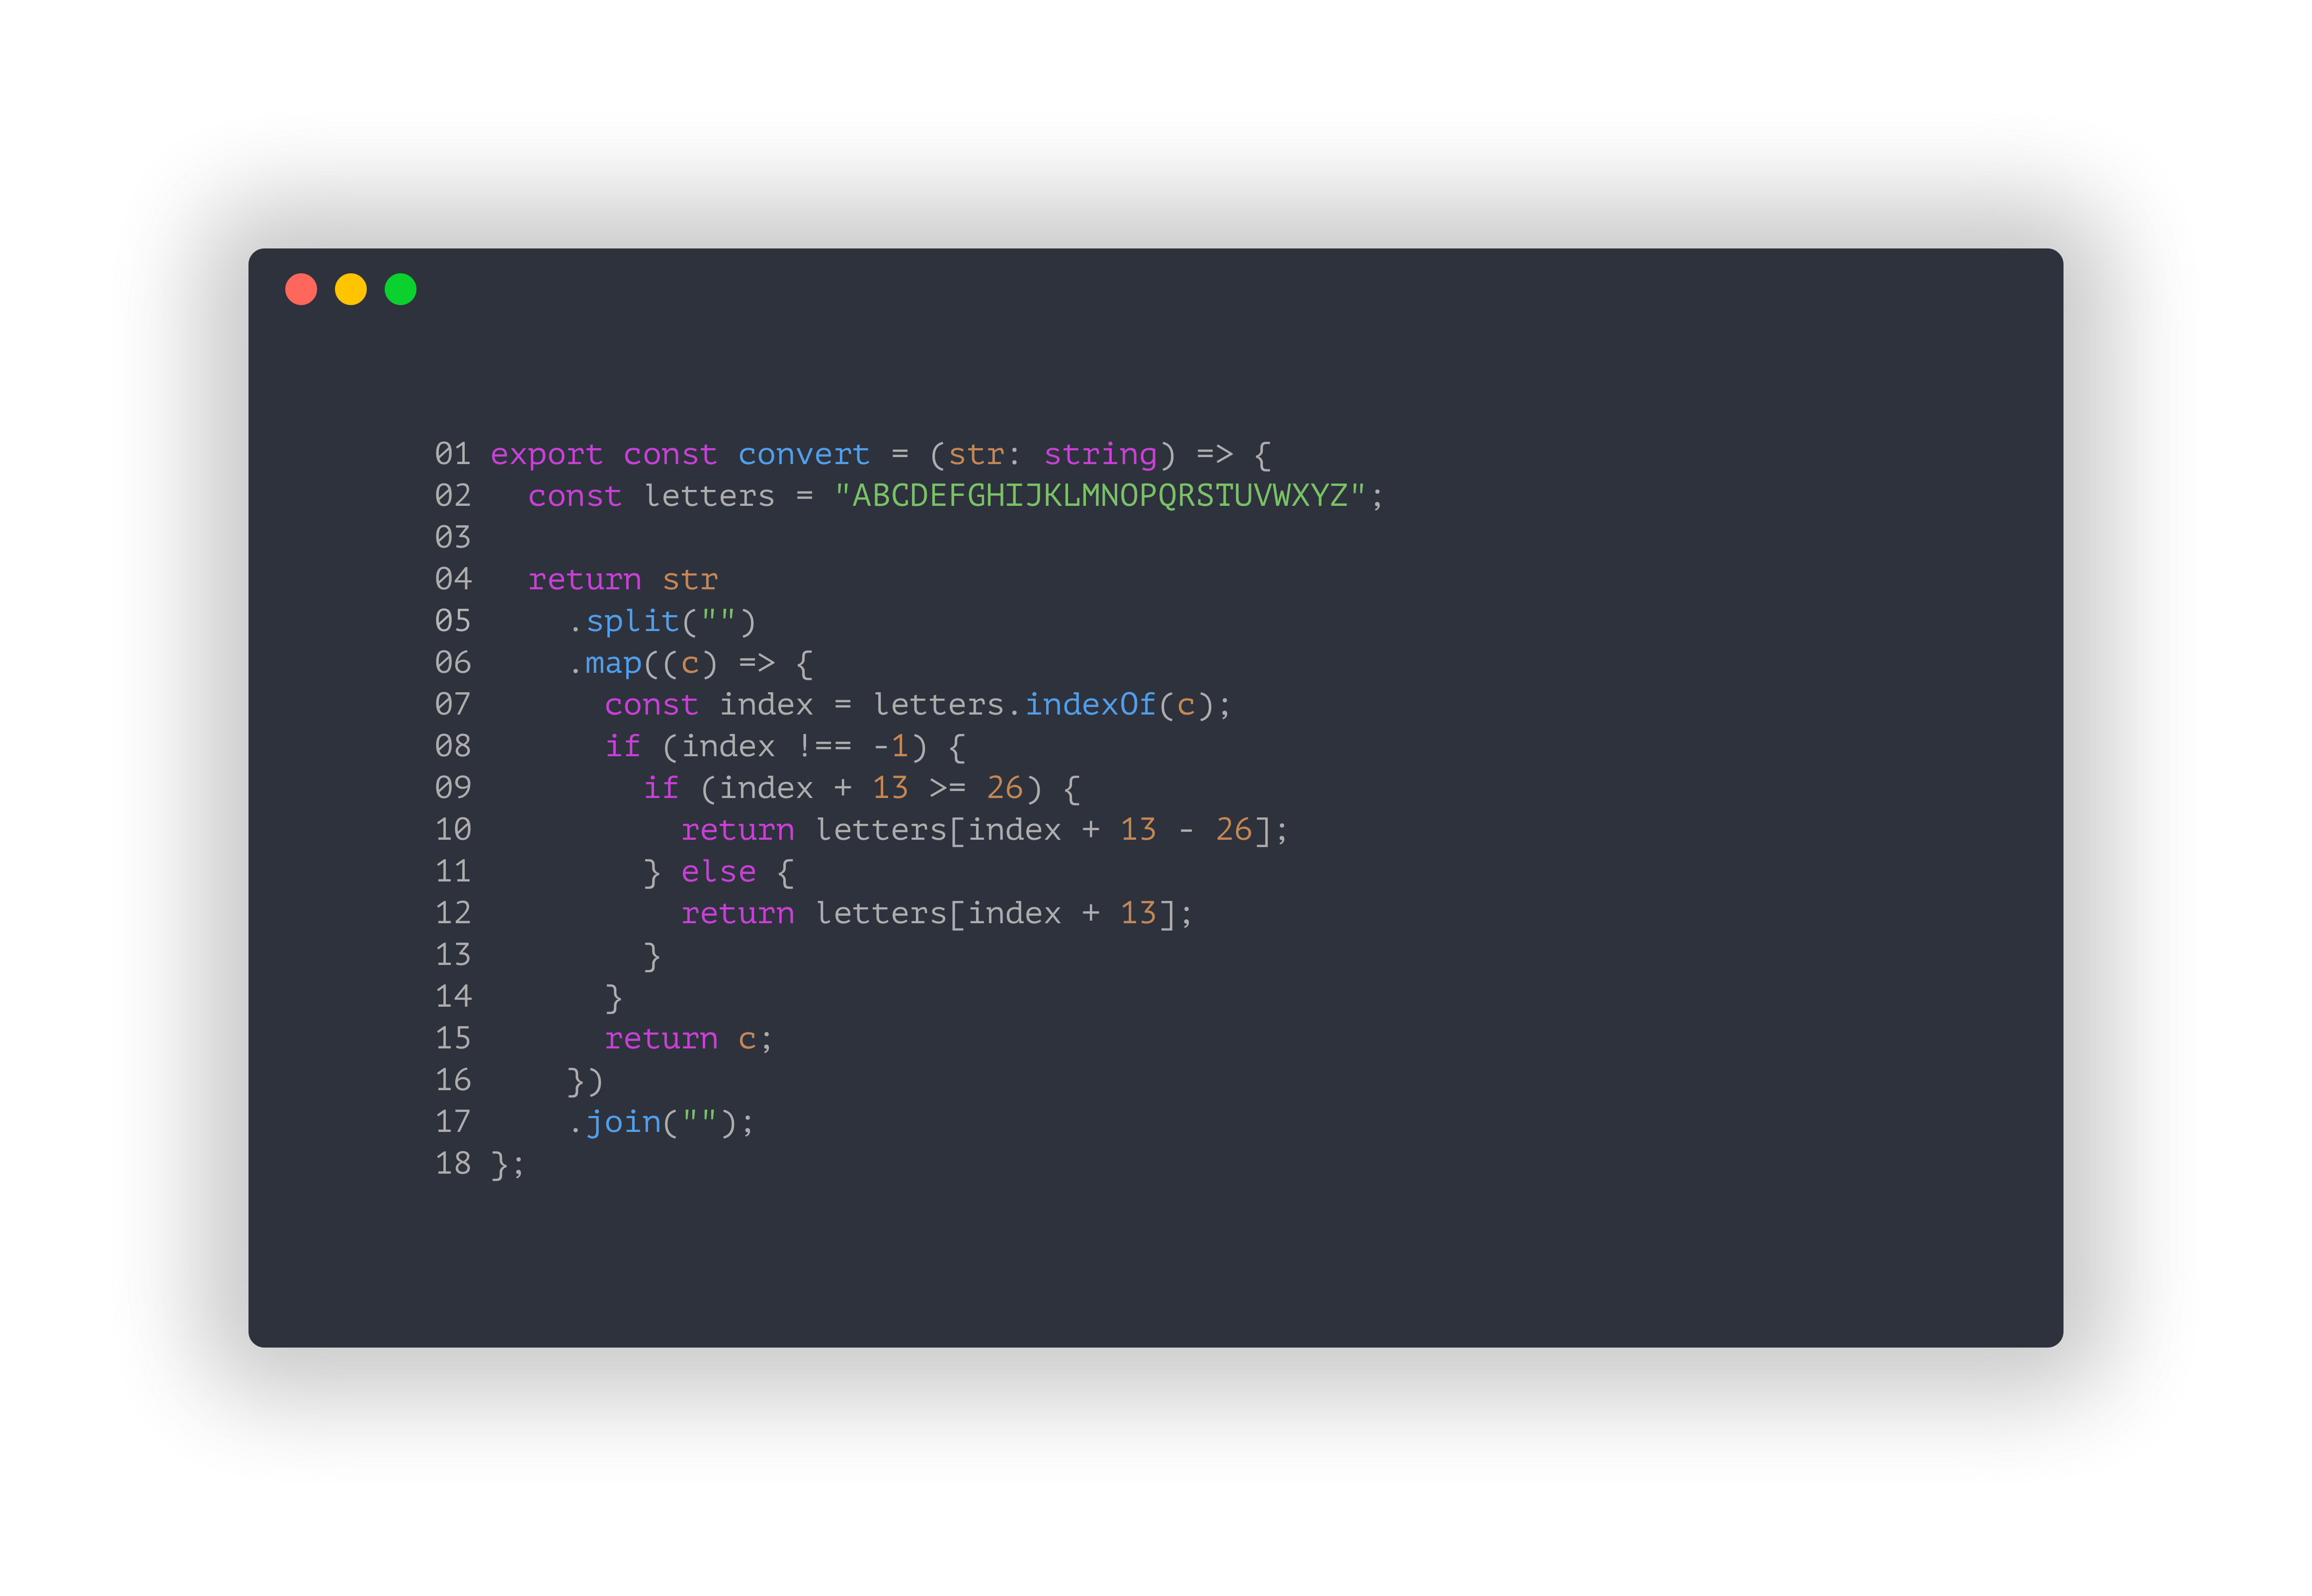 01 export const convert = (str: string) => {
02   const letters = "ABCDEFGHIJKLMNOPQRSTUVWXYZ";
03
04   return str
05     .split("")
06     .map((c) => {
07       const index = letters.indexOf(c);
08       if (index !== -1) {
09         if (index + 13 >= 26) {
10           return letters[index + 13 - 26];
11         } else {
12           return letters[index + 13];
13         }
14       }
15       return c;
16     })
17     .join("");
18 };